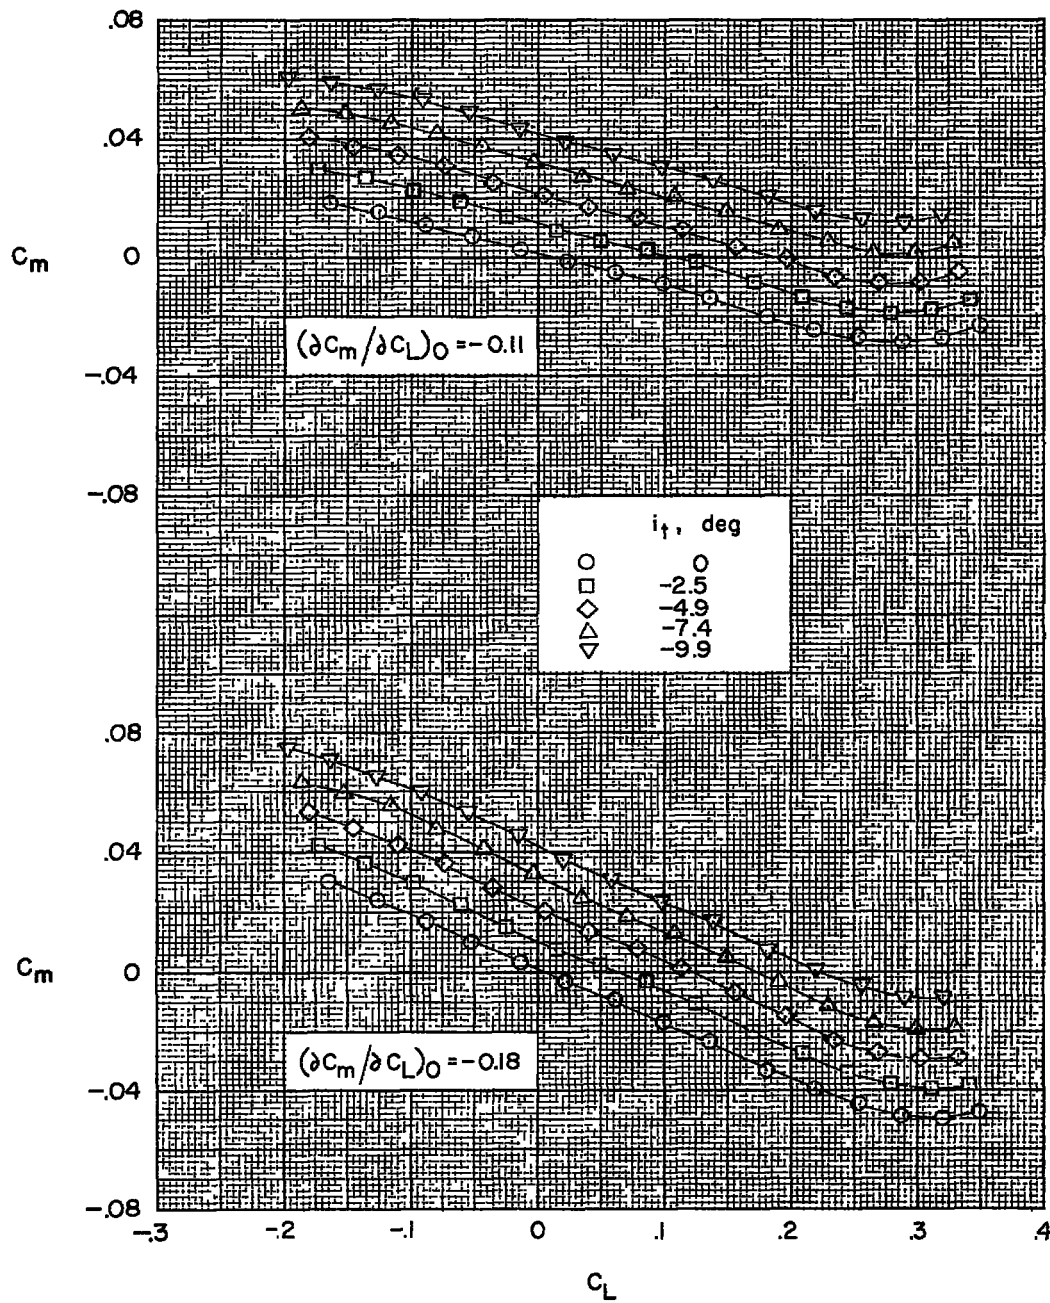 .08
.04
C_m
0
(∂C_m/∂C_L)_0 = -0.11
-.04
-.08
i_t, deg
0
-2.5
-4.9
-7.4
-9.9
.08
.04
C_m
0
(∂C_m/∂C_L)_0 = -0.18
-.04
-.08
-.3 -.2 -.1 0 .1 .2 .3 .4
C_L